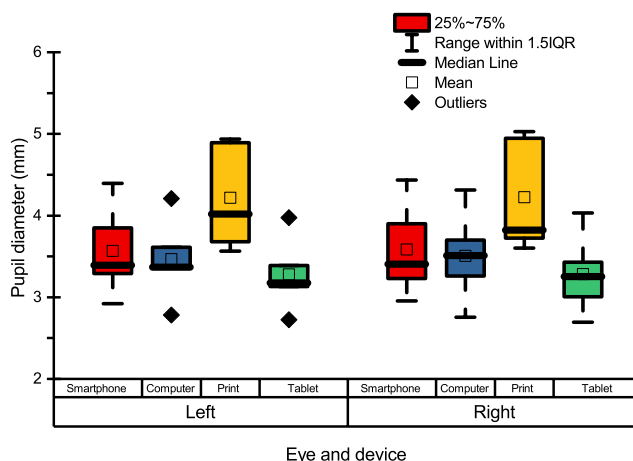 25%~75%
Range within 1.5IQR
Median Line
Mean
Outliers
6
5
4
3
2
Pupil diameter (mm)
Smartphone Computer Print Tablet Smartphone Computer Print Tablet
Left Right
Eve and device